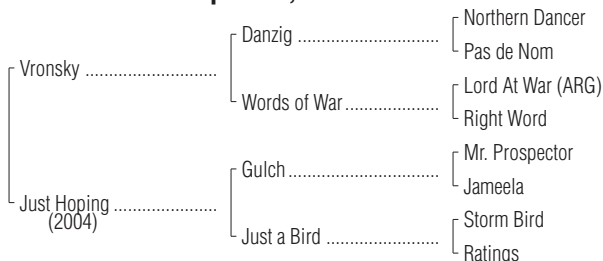 Northern Dancer
Danzig ........................................
Pas de Nom
Vronsky .....................................
Lord At War (ARG)
Words of War...........................
Right Word
Mr. Prospector
Gulch...........................................
Jameela
Just Hoping .............................
(2004)
Storm Bird
Just a Bird ................................
Ratings